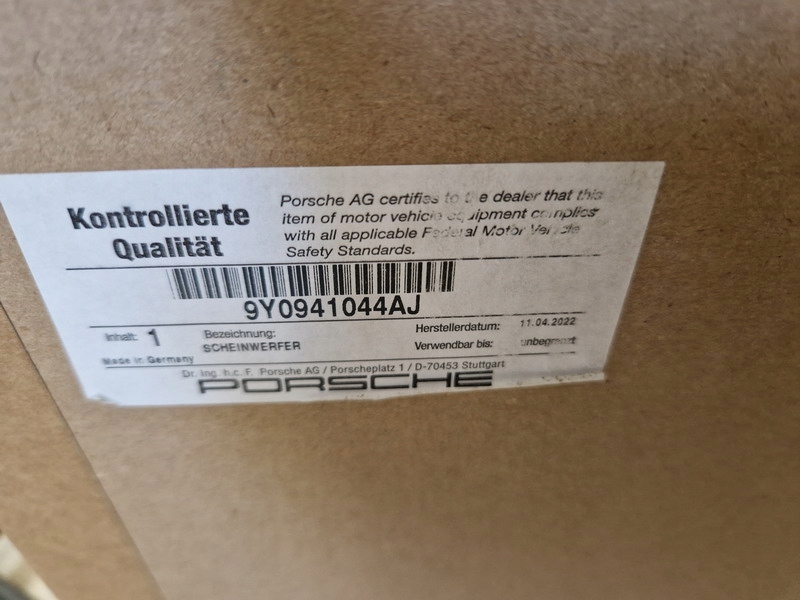 Kontrollierte
Qualität
Porsche AG certifies to the dealer that this
item of motor vehicle equipment complies
with all applicable Federal Motor Vehicle
Safety Standards.
9Y0941044AJ
Inhalt: 1
Bezeichnung:
SCHEINWERFER
Herstellerdatum: 11.04.2022
Verwendbar bis: unbegrenzt
Made in Germany
Dr. Ing. h.c. F. Porsche AG / Porscheplatz 1 / D-70453 Stuttgart
PORSCHE